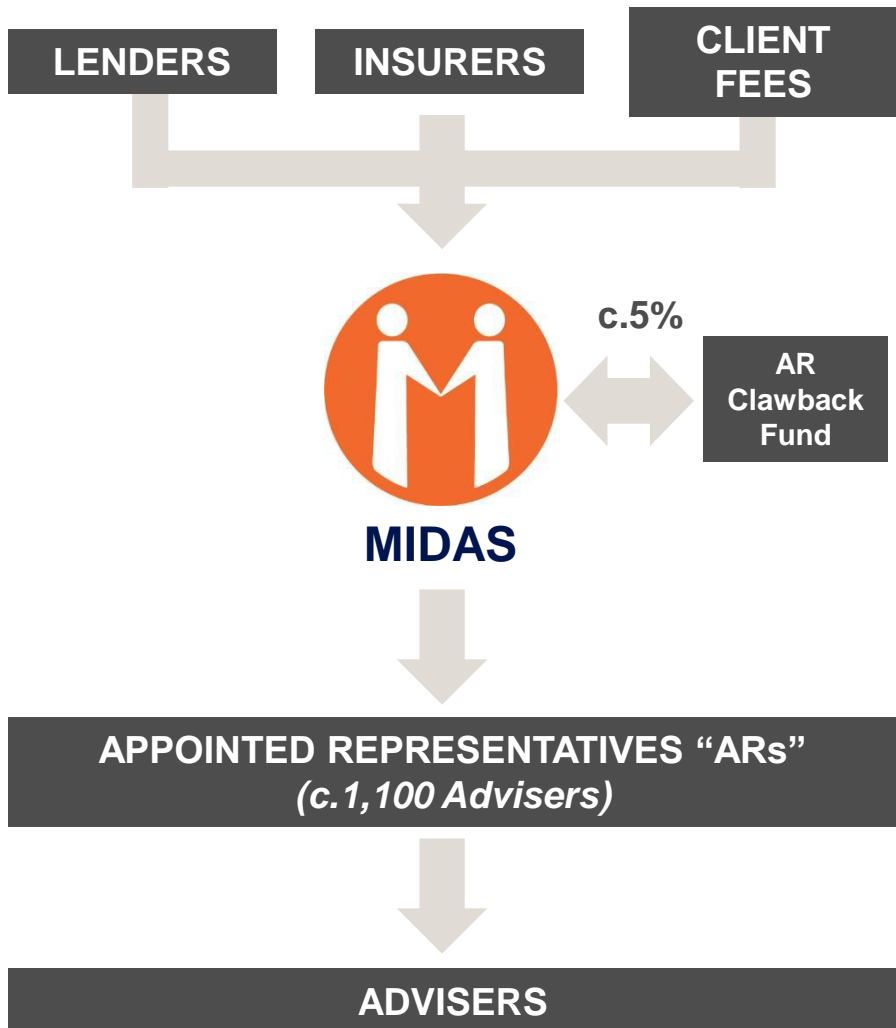 LENDERS
INSURERS
CLIENT
FEES
c.5%
AR
Clawback
Fund
MIDAS
APPOINTED REPRESENTATIVES “ARs”
(c.1,100 Advisers)
ADVISERS